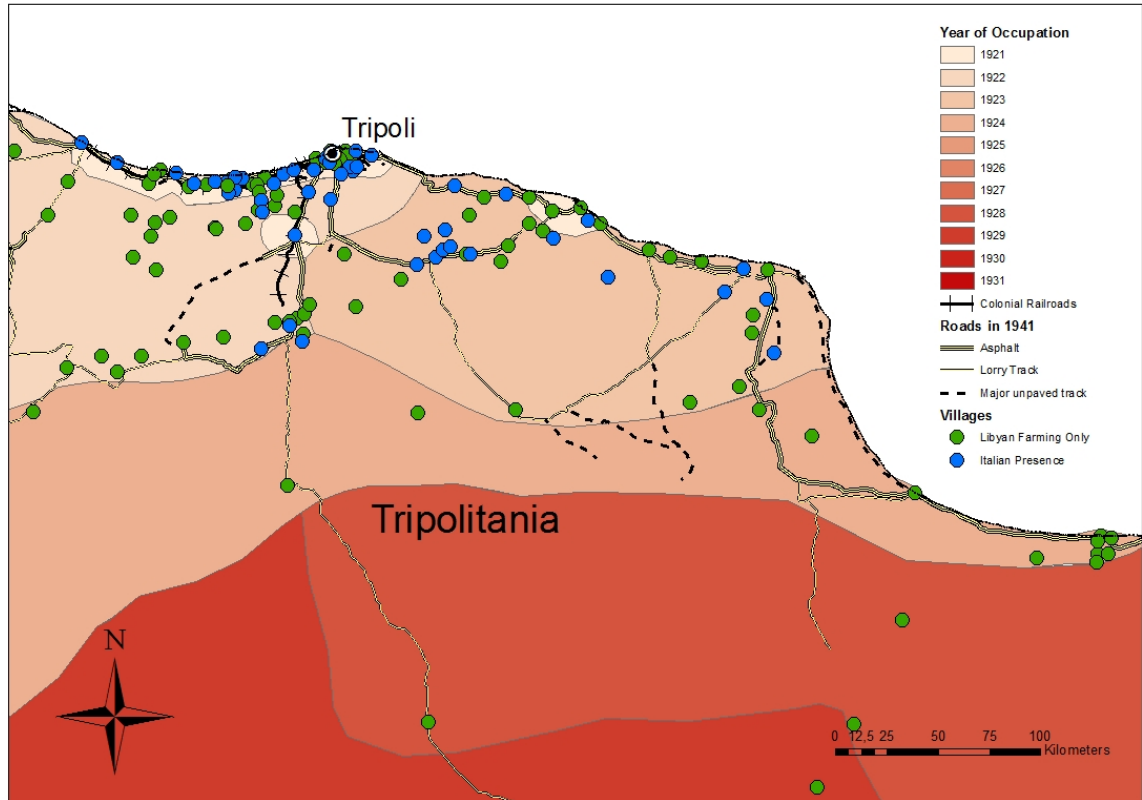 Year of Occupation
1921
1922
1923
1924
1925
1926
1927
1928
1929
1930
1931
Colonial Railroads
Roads in 1941
Asphalt
Lorry Track
Major unpaved track
Villages
Libyan Farming Only
Italian Presence
Tripoli
Tripolitania
N
0 12,5 25 50 75 100
Kilometers